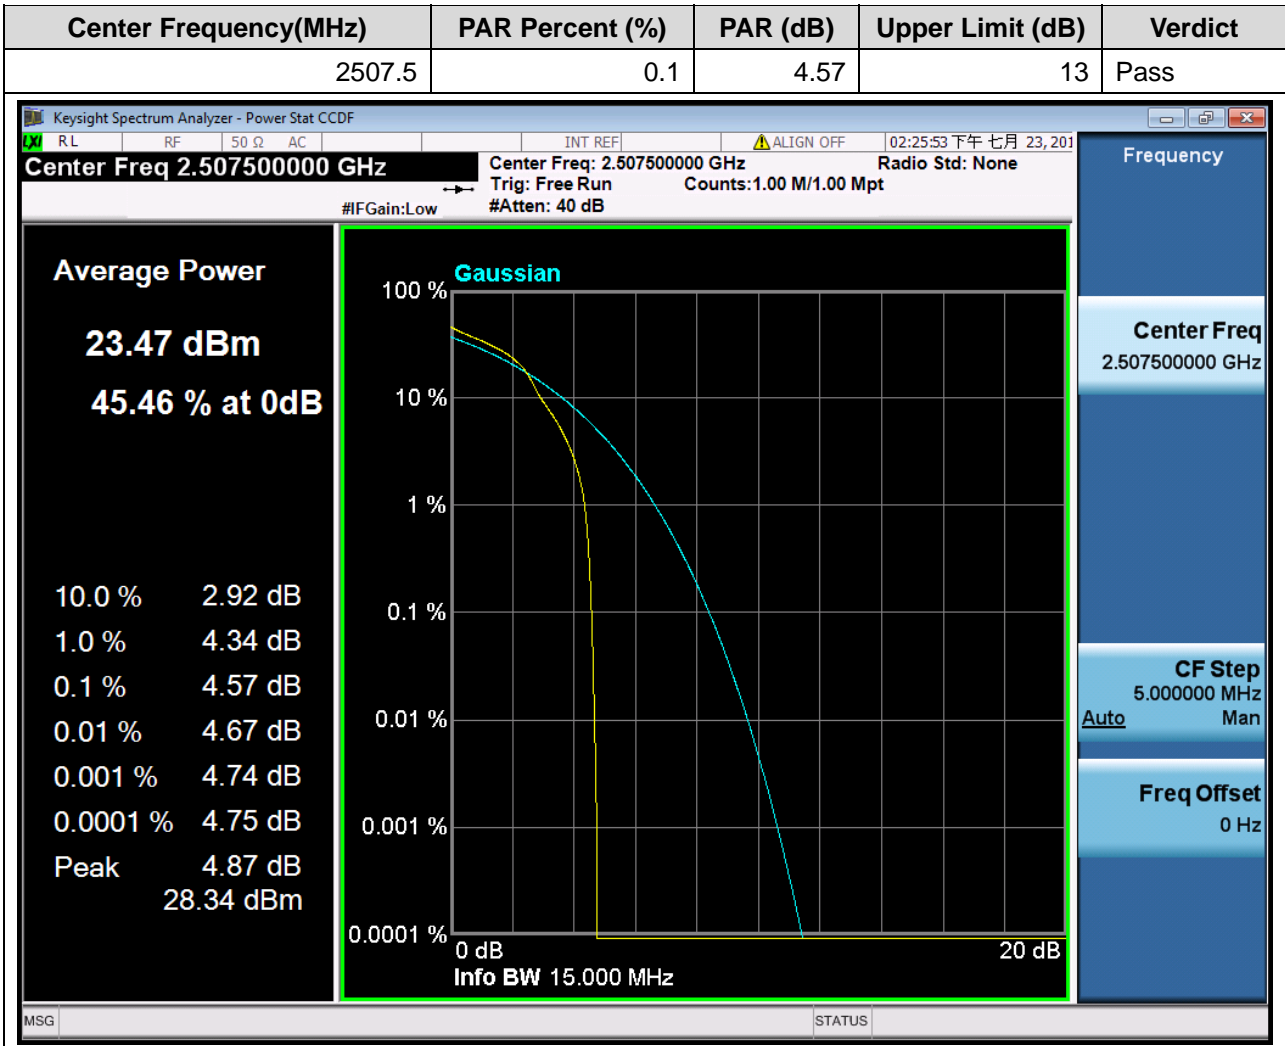 Center Frequency(MHz) PAR Percent (%) PAR (dB) Upper Limit (dB) Verdict
2507.5 0.1 4.57 13 Pass
Keysight Spectrum Analyzer - Power Stat CCDF
LXI RL RF 50 Ω AC INT REF ALIGN OFF 02:25:53 下午 七月 23, 201
Center Freq 2.507500000 GHz
Center Freq: 2.507500000 GHz Radio Std: None
Trig: Free Run Counts:1.00 M/1.00 Mpt
#IFGain:Low #Atten: 40 dB
Average Power
23.47 dBm
45.46 % at 0dB
10.0 % 2.92 dB
1.0 % 4.34 dB
0.1 % 4.57 dB
0.01 % 4.67 dB
0.001 % 4.74 dB
0.0001 % 4.75 dB
Peak 4.87 dB
28.34 dBm
Gaussian
100 %
10 %
1 %
0.1 %
0.01 %
0.001 %
0.0001 %
0 dB 20 dB
Info BW 15.000 MHz
Frequency
Center Freq
2.507500000 GHz
CF Step
5.000000 MHz
Auto Man
Freq Offset
0 Hz
MSG STATUS